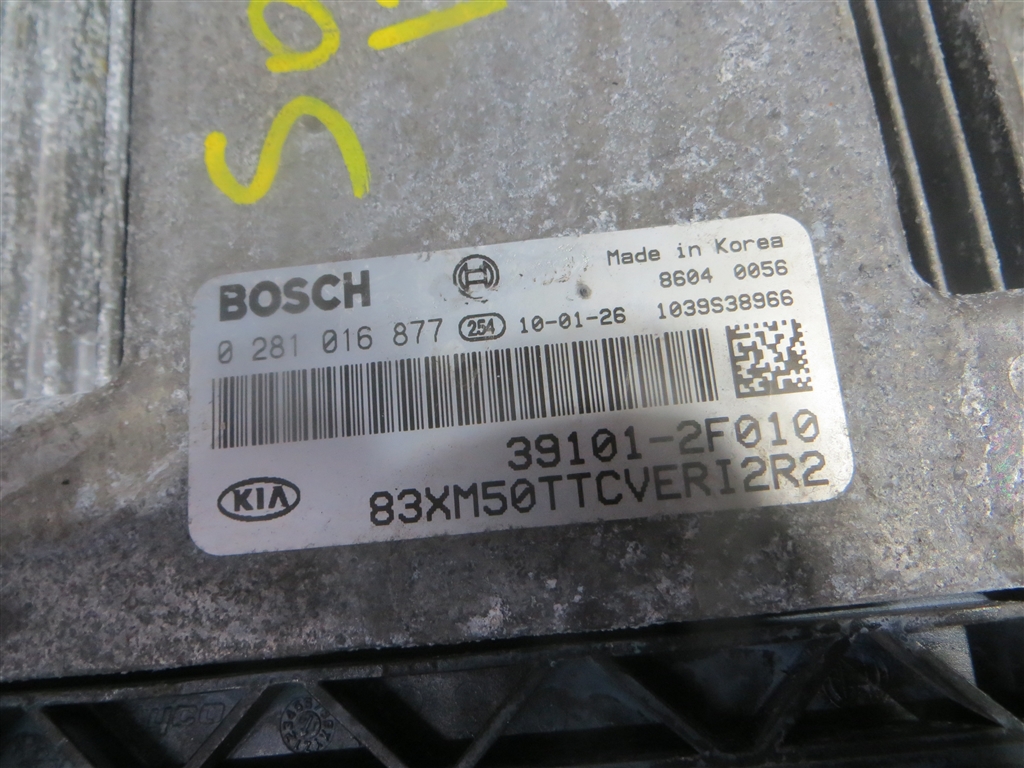 BOSCH
Made in Korea
8604 0056
0 281 016 877 254 10-01-26 1039S38966
39101-2F010
KIA 83XM50TTCVERI2R2